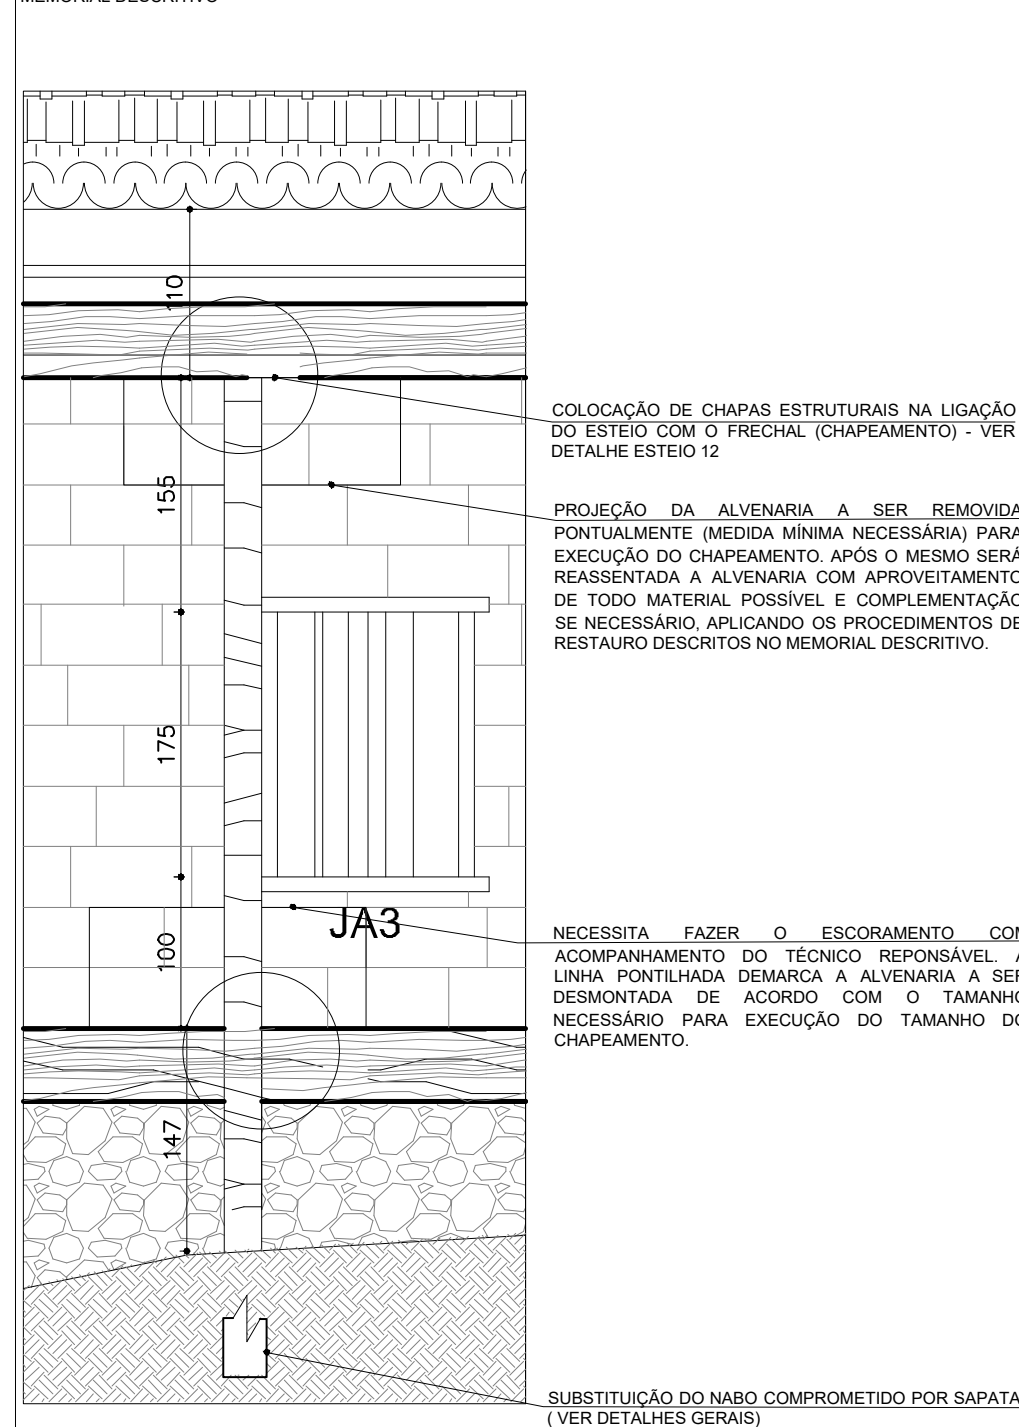 MEMORIAL DESCRITIVO
110
COLOCAÇÃO DE CHAPAS ESTRUTURAIS NA LIGAÇÃO
DO ESTEIO COM O FRECHAL (CHAPEAMENTO) - VER
DETALHE ESTEIO 12
155
PROJEÇÃO DA ALVENARIA A SER REMOVIDA
PONTUALMENTE (MEDIDA MÍNIMA NECESSÁRIA) PARA
EXECUÇÃO DO CHAPEAMENTO. APÓS O MESMO SERÁ
REASSENTADA A ALVENARIA COM APROVEITAMENTO
DE TODO MATERIAL POSSÍVEL E COMPLEMENTAÇÃO
SE NECESSÁRIO, APLICANDO OS PROCEDIMENTOS DE
RESTAURO DESCRITOS NO MEMORIAL DESCRITIVO.
175
JA3
100
NECESSITA FAZER O ESCORAMENTO COM
ACOMPANHAMENTO DO TÉCNICO REPONSÁVEL. A
LINHA PONTILHADA DEMARCA A ALVENARIA A SER
DESMONTADA DE ACORDO COM O TAMANHO
NECESSÁRIO PARA EXECUÇÃO DO TAMANHO DO
CHAPEAMENTO.
147
SUBSTITUIÇÃO DO NABO COMPROMETIDO POR SAPATA
( VER DETALHES GERAIS)